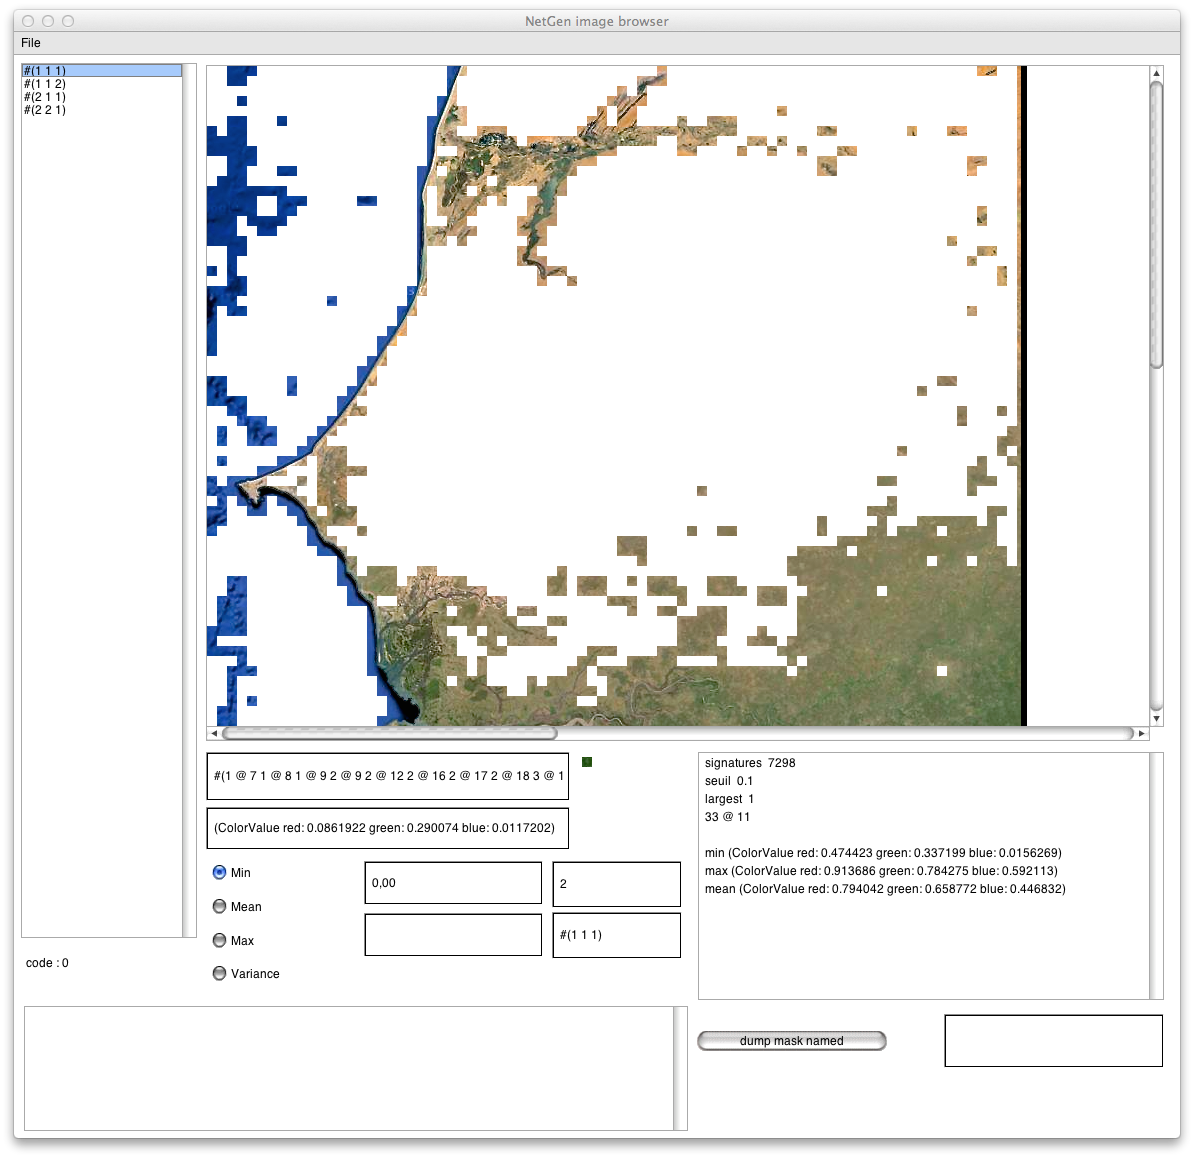 NetGen image browser
File
#(1 1 1)
#(1 1 2)
#(2 1 1)
#(2 2 1)
#(1 @ 7 1 @ 8 1 @ 9 2 @ 9 2 @ 12 2 @ 16 2 @ 17 2 @ 18 3 @ 1
(ColorValue red: 0.0861922 green: 0.290074 blue: 0.0117202)
Min
Mean
Max
Variance
0,00
2
#(1 1 1)
signatures 7298
seuil 0.1
largest 1
33 @ 11
min (ColorValue red: 0.474423 green: 0.337199 blue: 0.0156269)
max (ColorValue red: 0.913686 green: 0.784275 blue: 0.592113)
mean (ColorValue red: 0.794042 green: 0.658772 blue: 0.446832)
code : 0
dump mask named